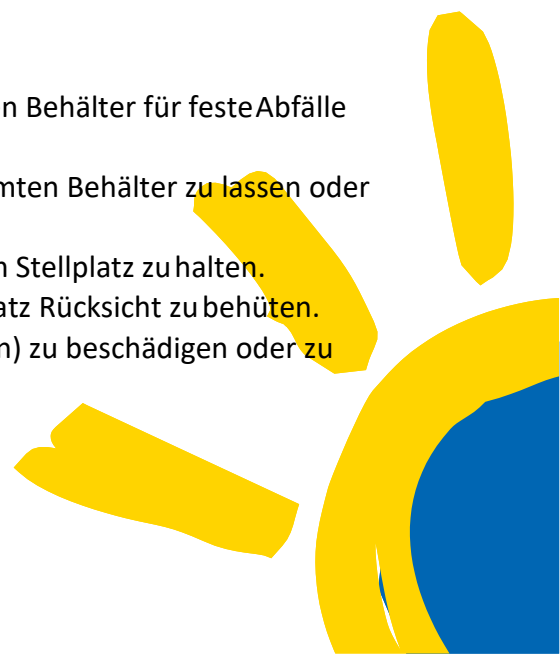 n Behälter für feste Abfälle
mten Behälter zu lassen oder
n Stellplatz zu halten.
atz Rücksicht zu behüten.
n) zu beschädigen oder zu